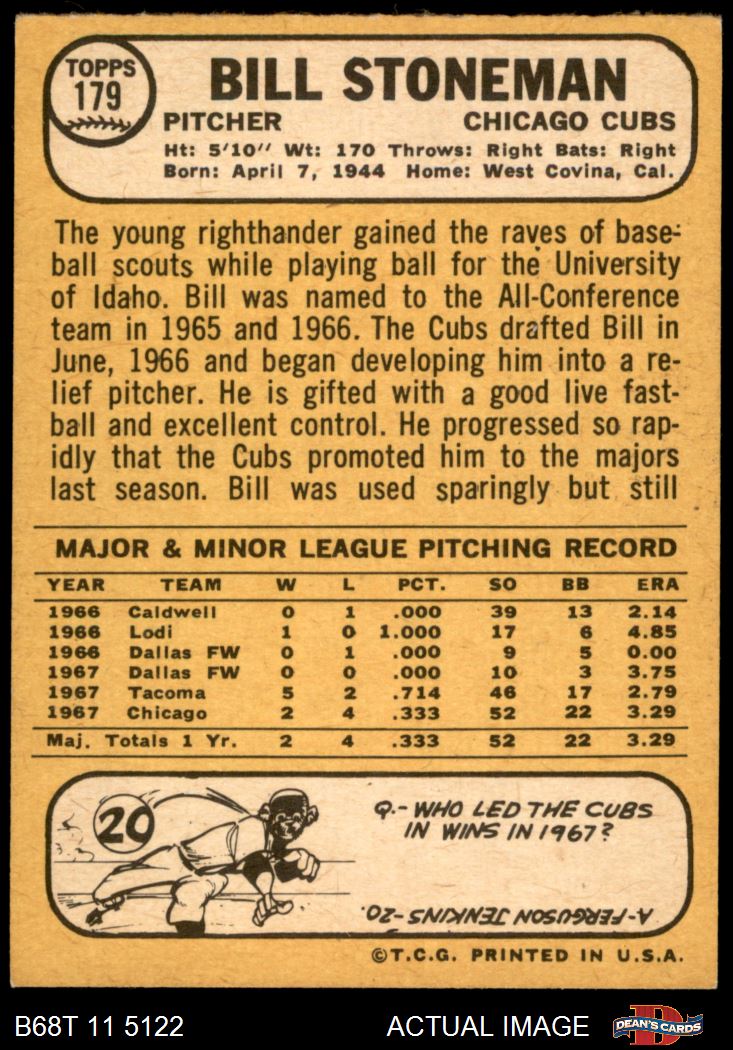 TOPPS
179
BILL STONEMAN
PITCHER CHICAGO CUBS
Ht: 5'10" Wt: 170 Throws: Right Bats: Right
Born: April 7, 1944 Home: West Covina, Cal.
The young righthander gained the raves of base-
ball scouts while playing ball for the University
of Idaho. Bill was named to the All-Conference
team in 1965 and 1966. The Cubs drafted Bill in
June, 1966 and began developing him into a re-
lief pitcher. He is gifted with a good live fast-
ball and excellent control. He progressed so rap-
idly that the Cubs promoted him to the majors
last season. Bill was used sparingly but still
MAJOR & MINOR LEAGUE PITCHING RECORD
YEAR TEAM W L PCT. SO BB ERA
1966 Caldwell 0 1 .000 39 13 2.14
1966 Lodi 1 0 1.000 17 6 4.85
1966 Dallas FW 0 1 .000 9 5 0.00
1967 Dallas FW 0 0 .000 10 3 3.75
1967 Tacoma 5 2 .714 46 17 2.79
1967 Chicago 2 4 .333 52 22 3.29
Maj. Totals 1 Yr. 2 4 .333 52 22 3.29
20
Q.- WHO LED THE CUBS
IN WINS IN 1967?
A-FERGUSON JENKINS-20.
©T.C.G. PRINTED IN U.S.A.
B68T 11 5122 ACTUAL IMAGE DEAN'S CARDS